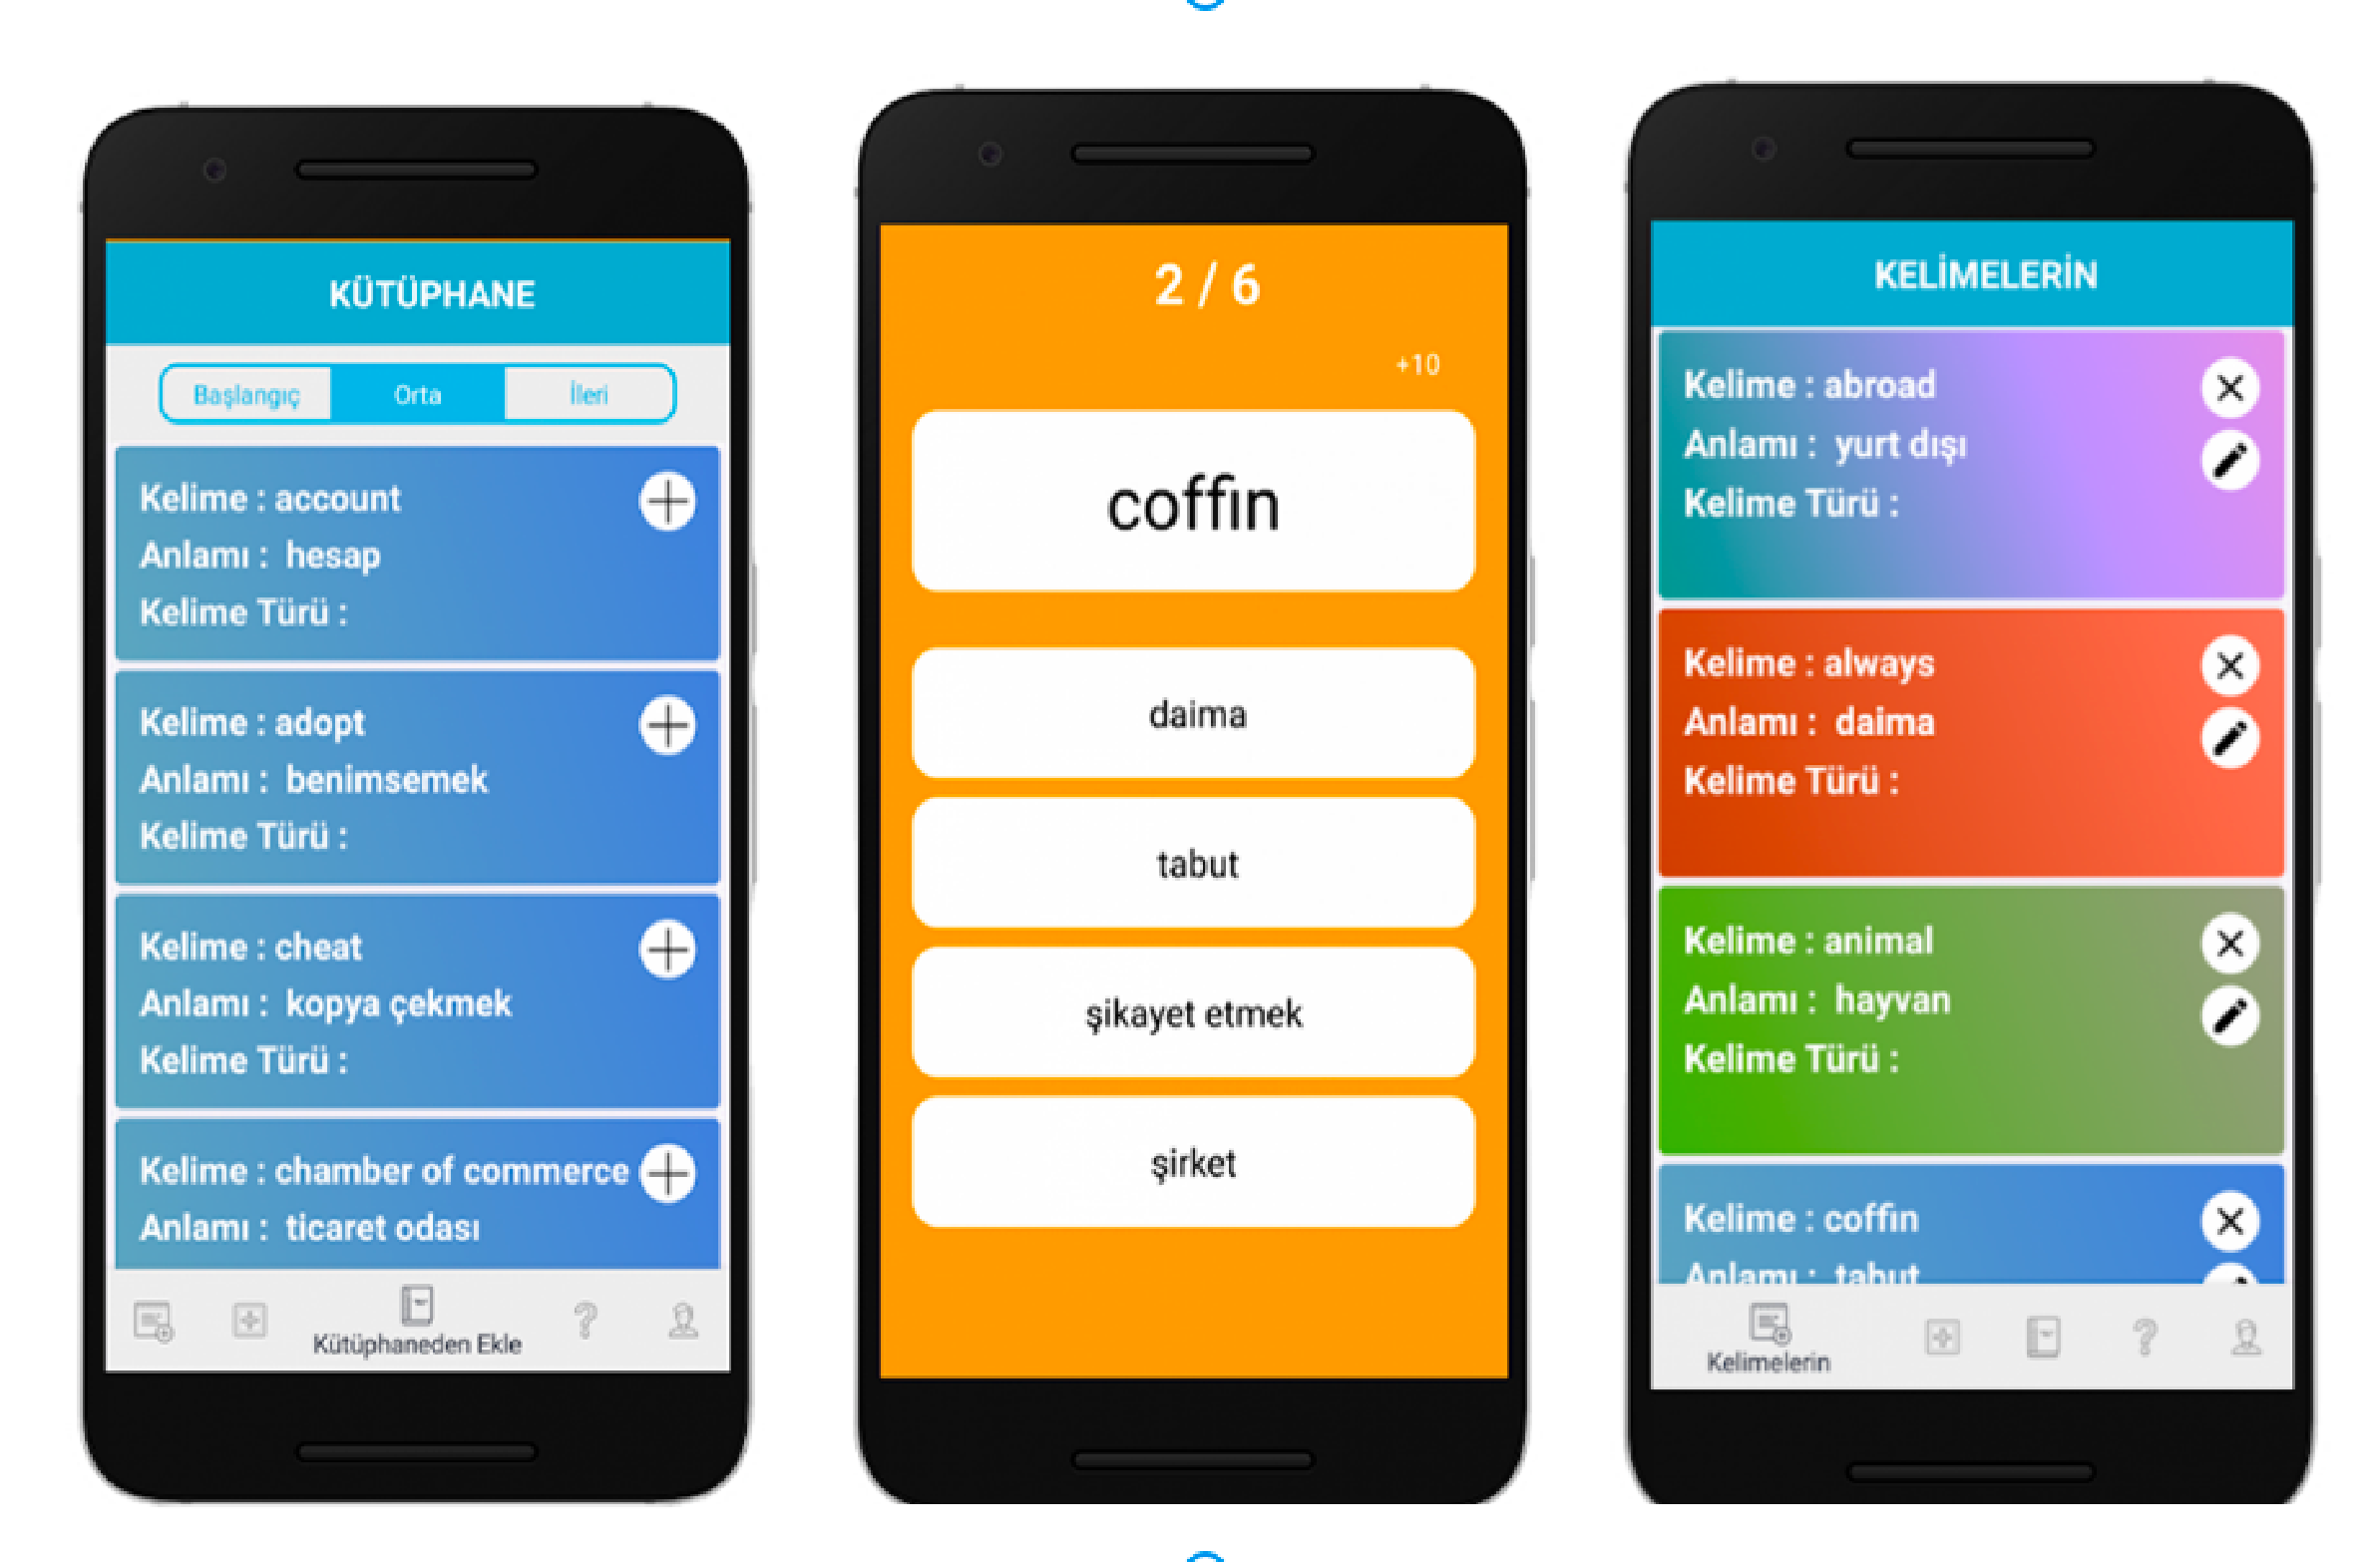 KÜTÜPHANE
Başlangıç Orta İleri
Kelime : account
Anlamı : hesap
Kelime Türü :
Kelime : adopt
Anlamı : benimsemek
Kelime Türü :
Kelime : cheat
Anlamı : kopya çekmek
Kelime Türü :
Kelime : chamber of commerce
Anlamı : ticaret odası
Kütüphaneden Ekle
2 / 6
+10
coffin
daima
tabut
şikayet etmek
şirket
KELİMELERİN
Kelime : abroad
Anlamı : yurt dışı
Kelime Türü :
Kelime : always
Anlamı : daima
Kelime Türü :
Kelime : animal
Anlamı : hayvan
Kelime Türü :
Kelime : coffin
Anlamı : tabut
Kelimelerin